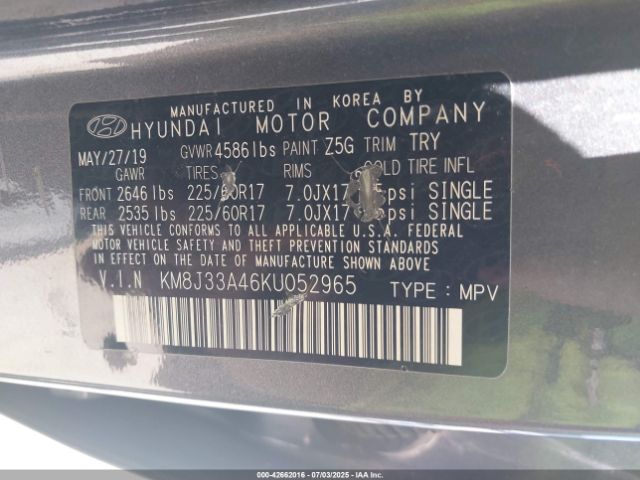 MANUFACTURED IN KOREA BY
HYUNDAI MOTOR COMPANY
MAY/27/19 GVWR 4586lbs PAINT Z5G TRIM TRY
GAWR TIRES RIMS COLD TIRE INFL
FRONT 2646 lbs 225/60R17 7.0JX17 psi SINGLE
REAR 2535 lbs 225/60R17 7.0JX17 psi SINGLE
THIS VEHICLE CONFORMS TO ALL APPLICABLE U.S.A. FEDERAL
MOTOR VEHICLE SAFETY AND THEFT PREVENTION STANDARDS
IN EFFECT ON THE DATE OF MANUFACTURE SHOWN ABOVE.
V.I.N KM8J33A46KU052965 TYPE : MPV
000-42662016 - 07/03/2025 - IAA Inc.